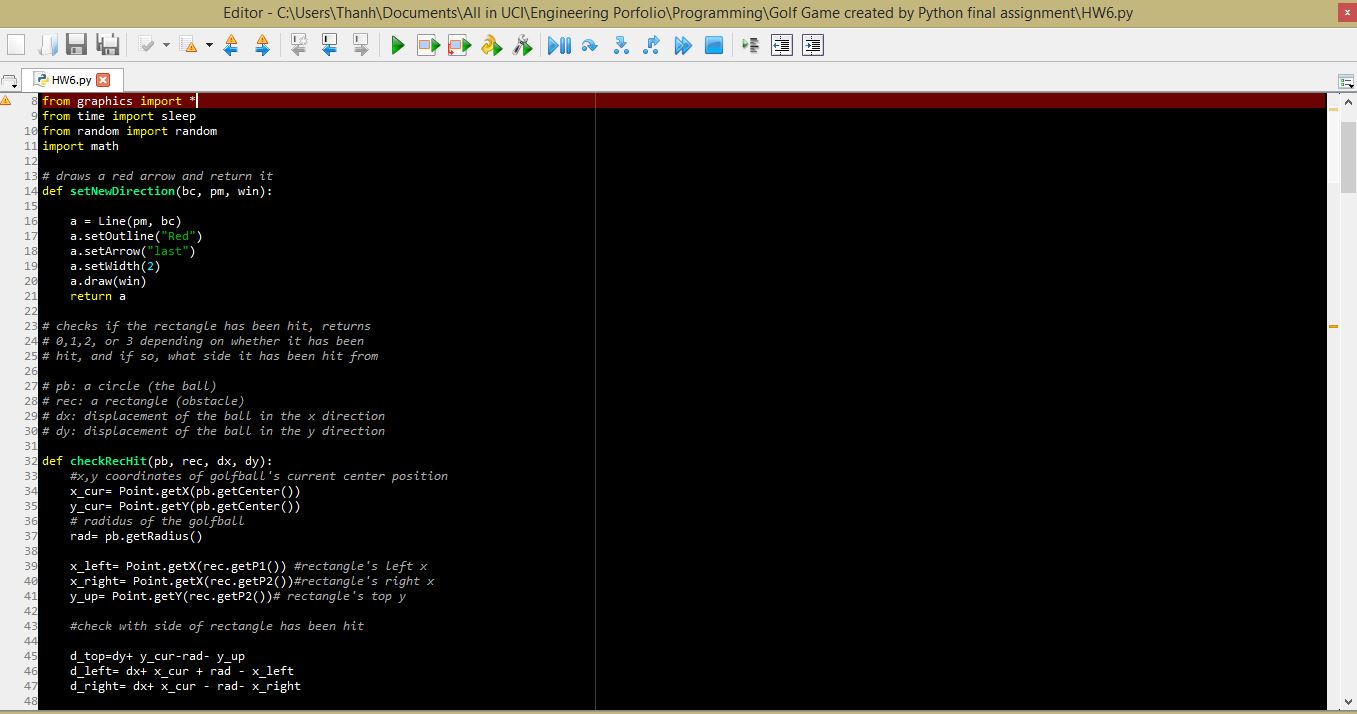 Editor - C:\Users\Thanh\Documents\All in UCI\Engineering Porfolio\Programming\Golf Game created by Python final assignment\HW6.py
x
HW6.py
8 from graphics import *
9 from time import sleep
10 from random import random
11 import math
12
13 # draws a red arrow and return it
14 def setNewDirection(bc, pm, win):
15
16     a = Line(pm, bc)
17     a.setOutline("Red")
18     a.setArrow("last")
19     a.setWidth(2)
20     a.draw(win)
21     return a
22
23 # checks if the rectangle has been hit, returns
24 # 0,1,2, or 3 depending on whether it has been
25 # hit, and if so, what side it has been hit from
26
27 # pb: a circle (the ball)
28 # rec: a rectangle (obstacle)
29 # dx: displacement of the ball in the x direction
30 # dy: displacement of the ball in the y direction
31
32 def checkRecHit(pb, rec, dx, dy):
33     #x,y coordinates of golfball's current center position
34     x_cur= Point.getX(pb.getCenter())
35     y_cur= Point.getY(pb.getCenter())
36     # radidus of the golfball
37     rad= pb.getRadius()
38
39     x_left= Point.getX(rec.getP1()) #rectangle's left x
40     x_right= Point.getX(rec.getP2())#rectangle's right x
41     y_up= Point.getY(rec.getP2())# rectangle's top y
42
43     #check with side of rectangle has been hit
44
45     d_top=dy+ y_cur-rad- y_up
46     d_left= dx+ x_cur + rad - x_left
47     d_right= dx+ x_cur - rad- x_right
48